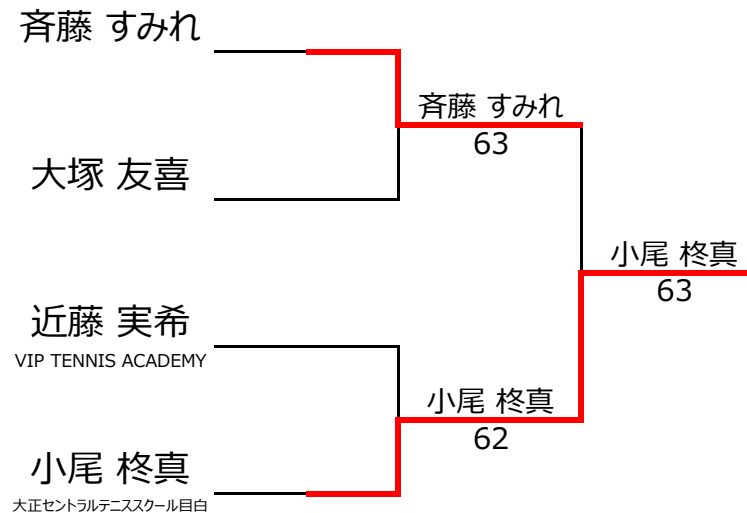 斉藤 すみれ
大塚 友喜
近藤 実希
VIP TENNIS ACADEMY
小尾 柊真
大正セントラルテニススクール目白
斉藤 すみれ
63
小尾 柊真
62
小尾 柊真
63